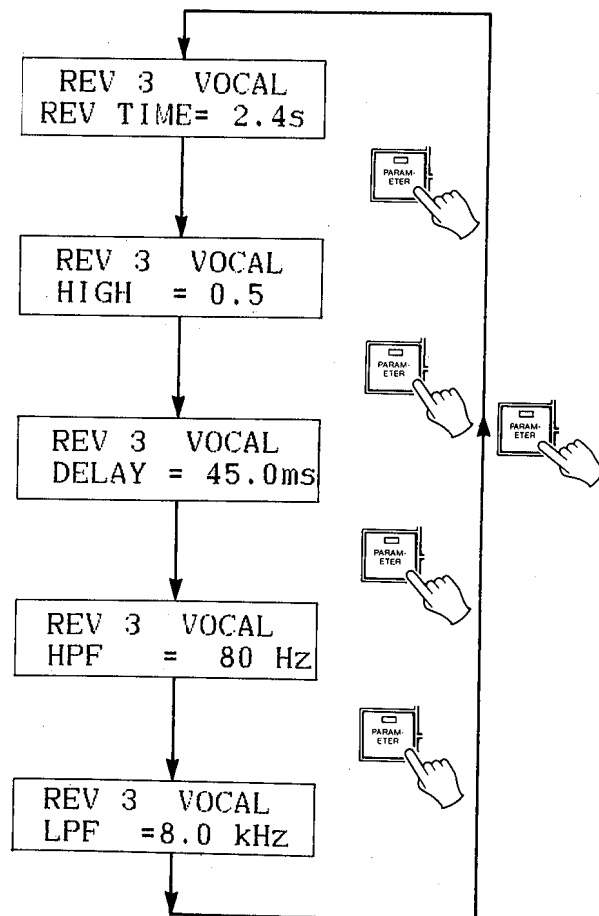 REV 3 VOCAL
REV TIME= 2.4s
PARAM-
ETER
REV 3 VOCAL
HIGH = 0.5
PARAM-
ETER
PARAM-
ETER
REV 3 VOCAL
DELAY = 45.0ms
PARAM-
ETER
REV 3 VOCAL
HPF = 80 Hz
PARAM-
ETER
REV 3 VOCAL
LPF =8.0 kHz